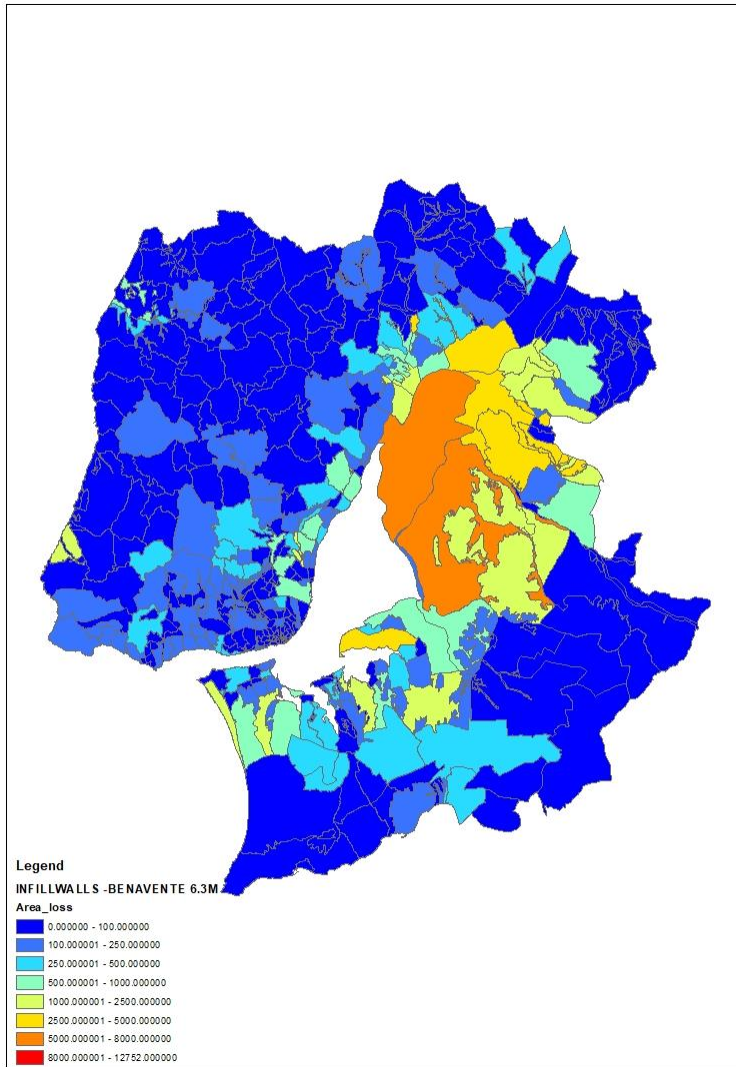 Legend
INFILLWALLS -BENAVENTE 6.3M
Area_loss
0.000000 - 100.000000
100.000001 - 250.000000
250.000001 - 500.000000
500.000001 - 1000.000000
1000.000001 - 2500.000000
2500.000001 - 5000.000000
5000.000001 - 8000.000000
8000.000001 - 12752.000000